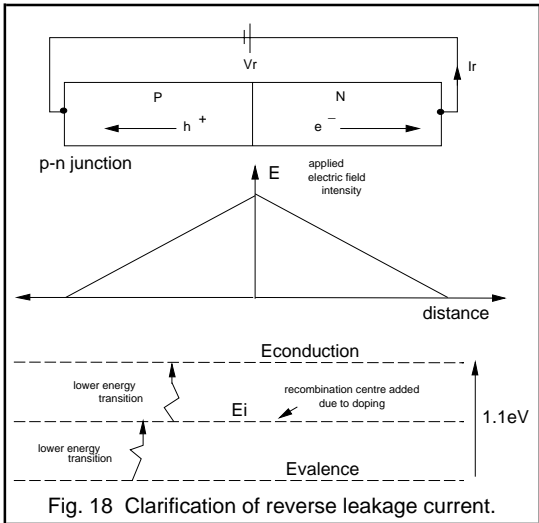 Vr
Ir
P
N
h +
e −
p-n junction
E
applied
electric field
intensity
distance
Econduction
lower energy
transition
Ei
recombination centre added
due to doping
1.1eV
lower energy
transition
Evalence
Fig. 18 Clarification of reverse leakage current.